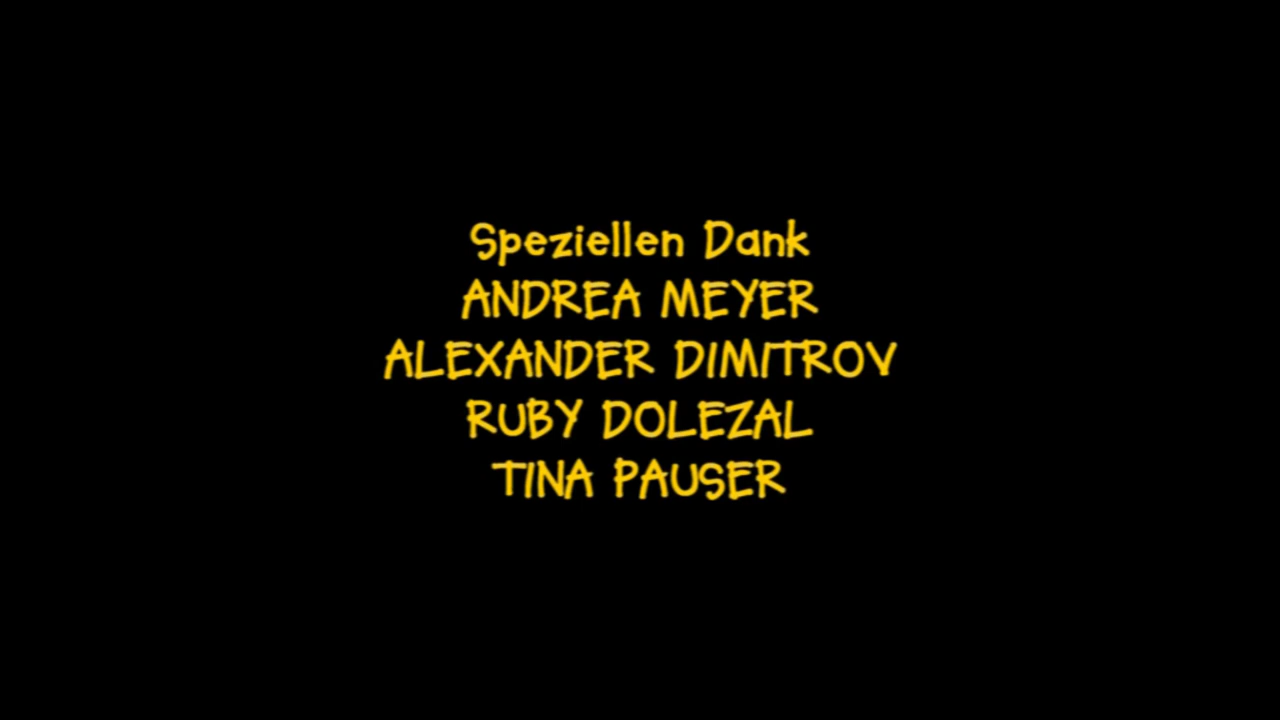 Speziellen Dank
ANDREA MEYER
ALEXANDER DIMITROV
RUBY DOLEZAL
TINA PAUSER